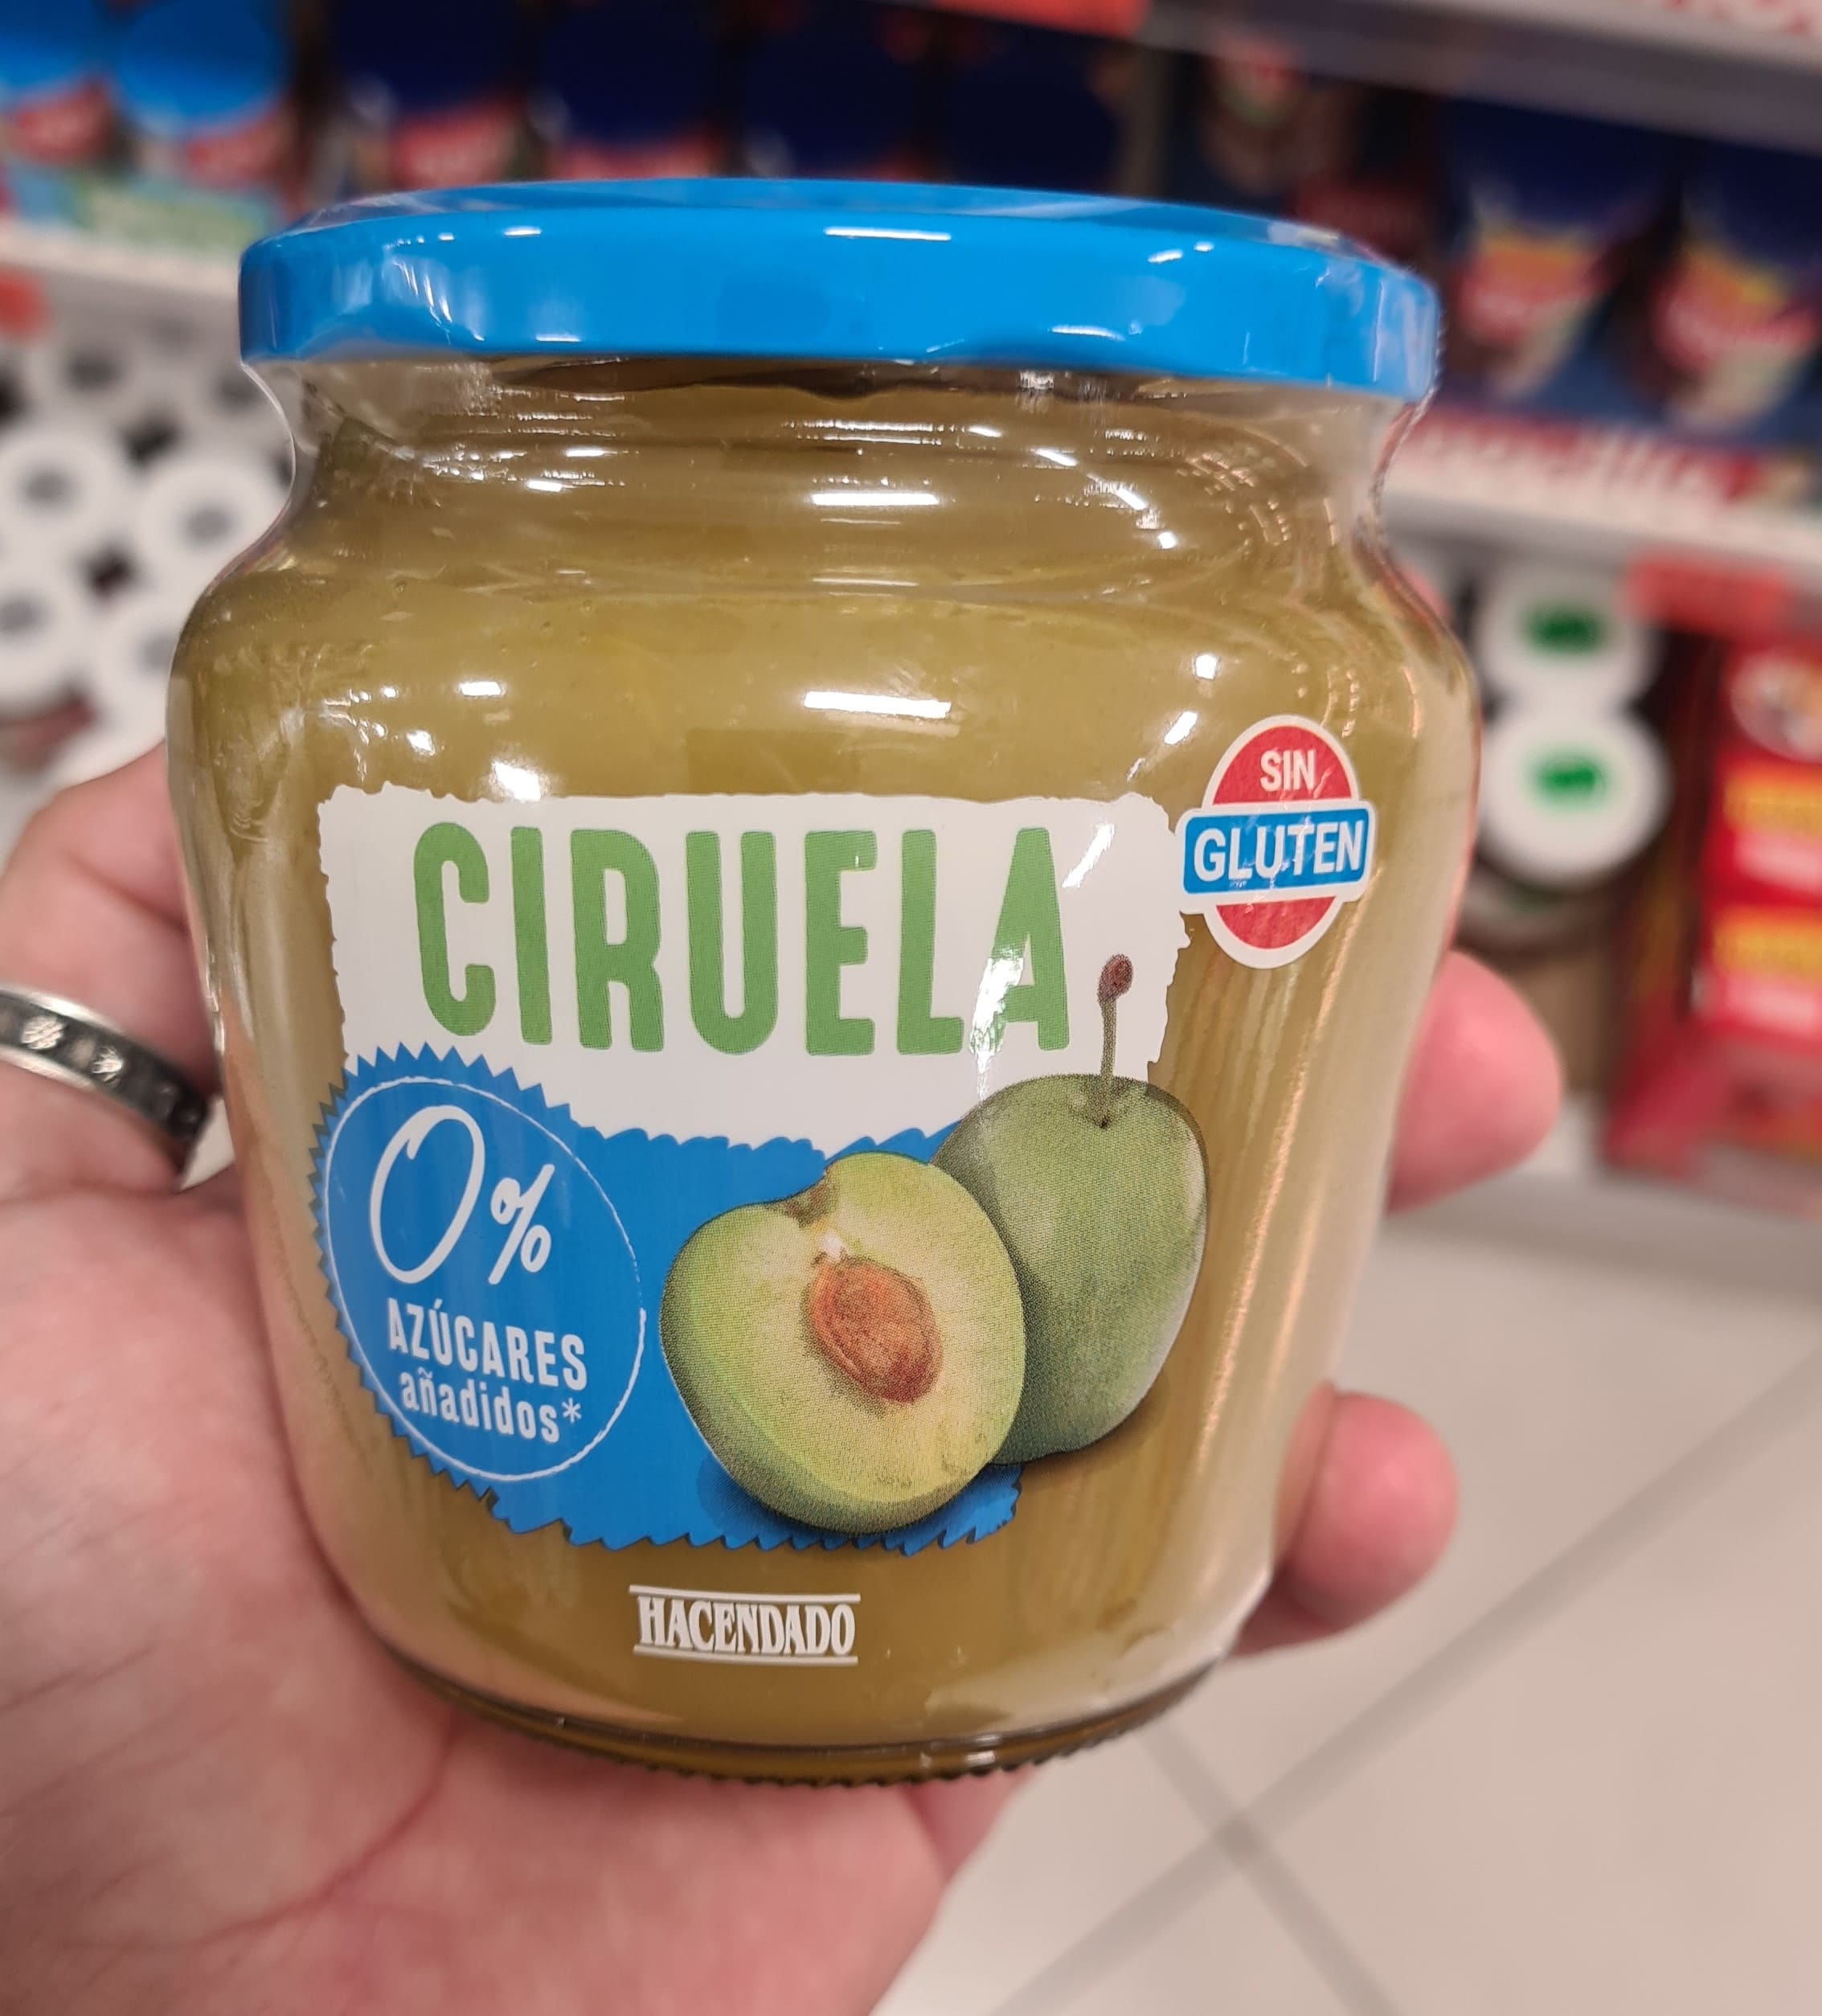 SIN
GLUTEN
CIRUELA
0%
AZÚCARES
añadidos*
HACENDADO